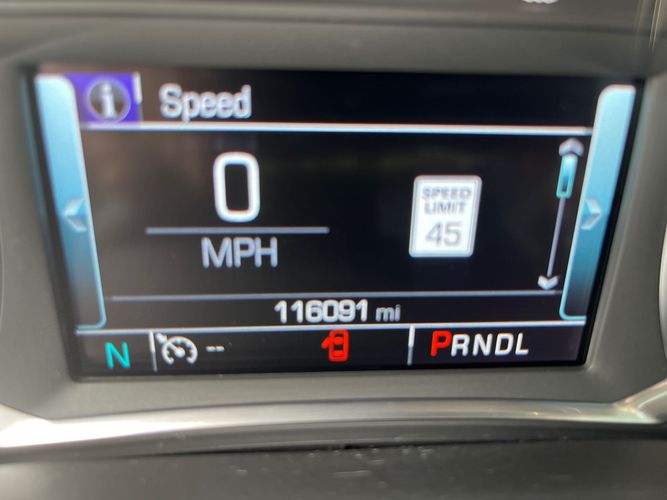 i Speed
0
MPH
SPEED
LIMIT
45
116091 mi
N -- PRNDL